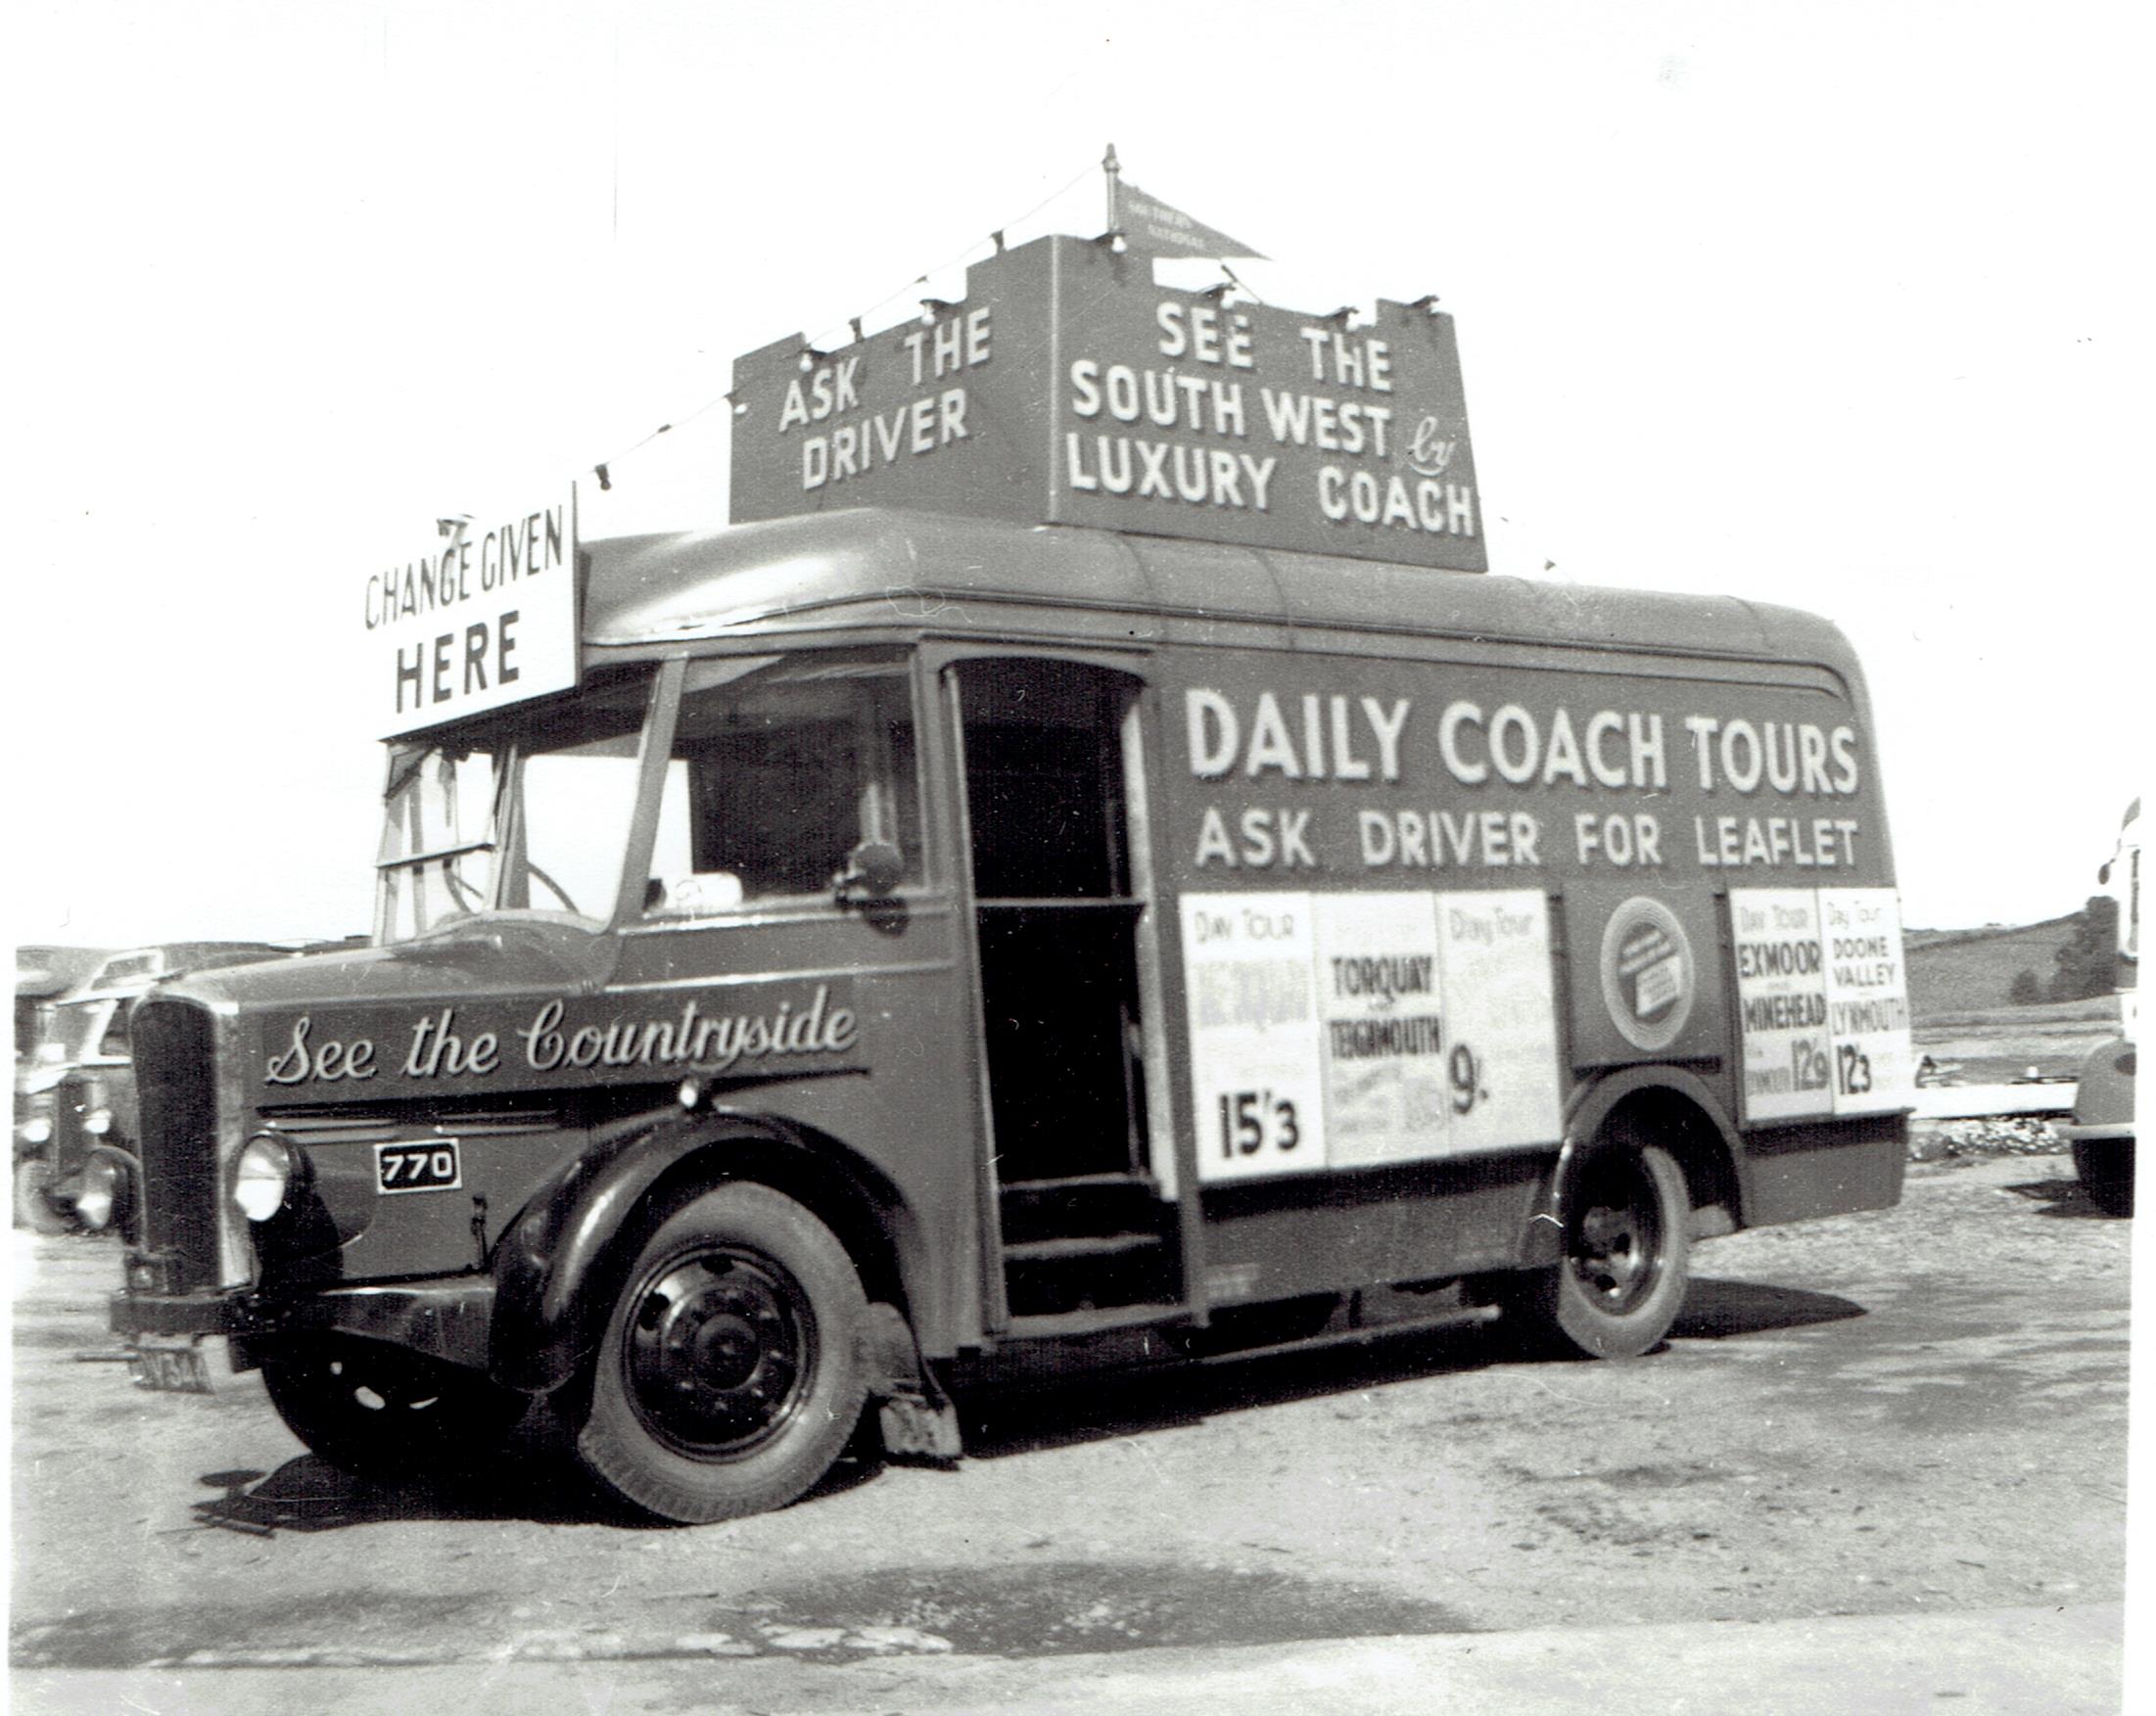 SOUTHERN
NATIONAL
ASK THE
DRIVER
SEE THE
SOUTH WEST by
LUXURY COACH
CHANGE GIVEN
HERE
DAILY COACH TOURS
ASK DRIVER FOR LEAFLET
See the Countryside
770
DAY TOUR
15'3
TORQUAY
TEIGNMOUTH
Day Tour
9'.
DAY TOUR
EXMOOR
MINEHEAD
12'9
Day Tour
DOONE
VALLEY
LYNMOUTH
12'3